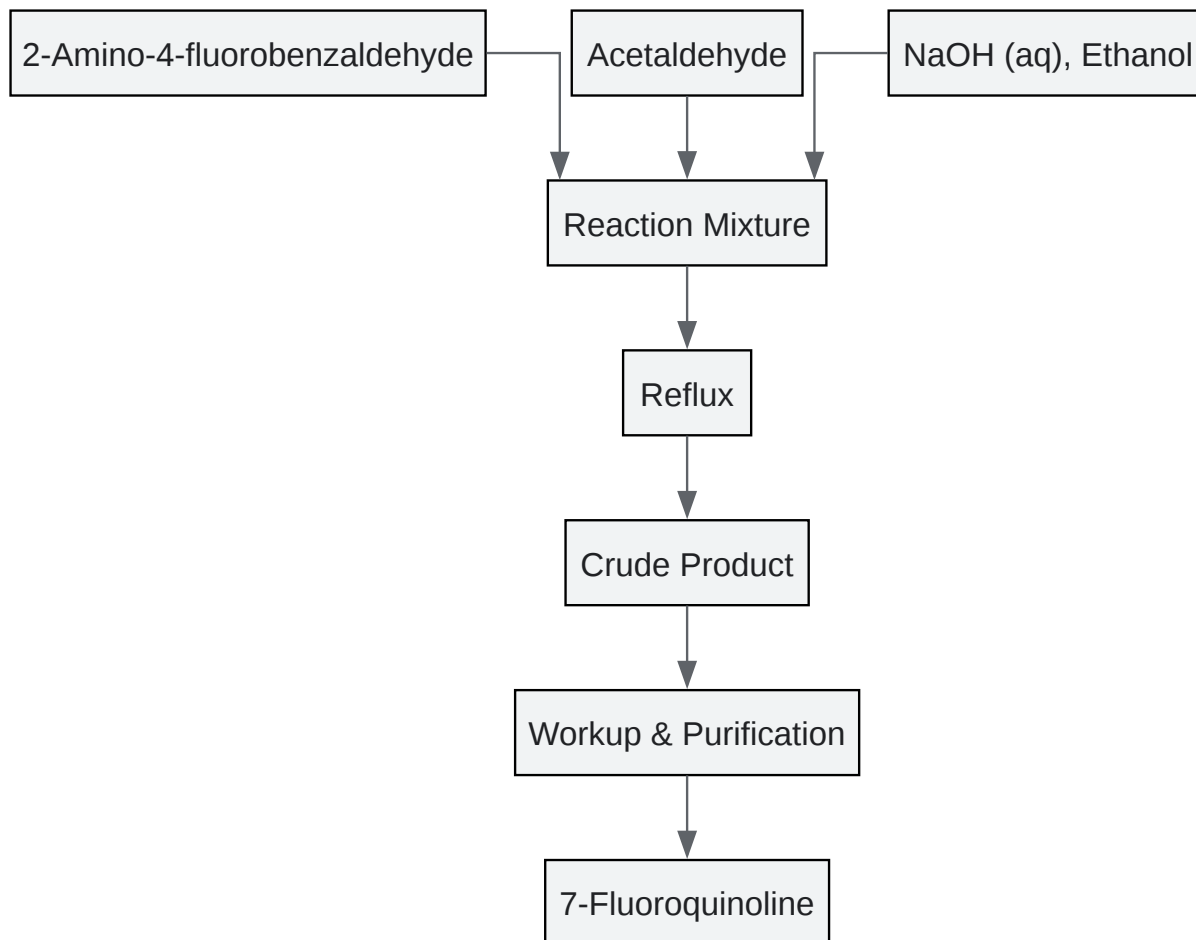 2-Amino-4-fluorobenzaldehyde
Acetaldehyde
NaOH (aq), Ethanol
Reaction Mixture
Reflux
Crude Product
Workup & Purification
7-Fluoroquinoline